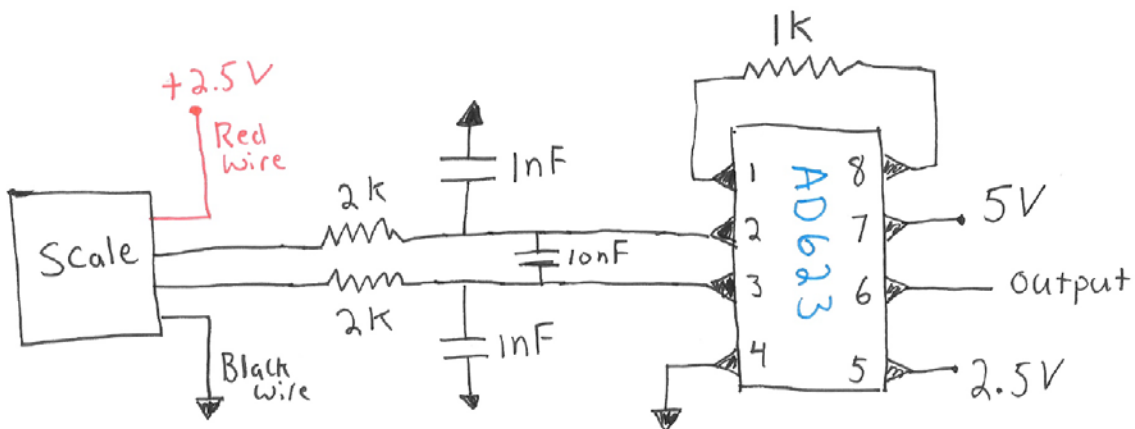 +2.5V
Red
wire
Scale
Black
wire
2K
2K
1nF
10nF
1nF
1K
AD623
1
2
3
4
8
7
6
5
5V
Output
2.5V